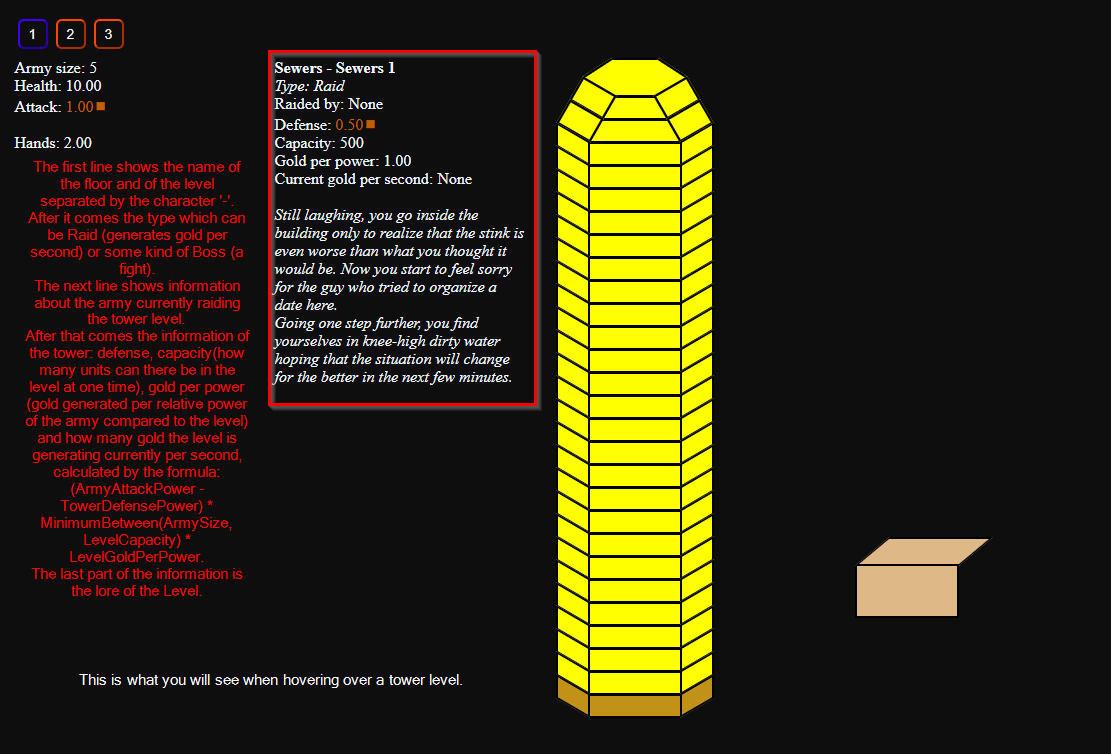 1 2 3
Army size: 5
Health: 10.00
Attack: 1.00
Hands: 2.00
The first line shows the name of
the floor and of the level
separated by the character '-'.
After it comes the type which can
be Raid (generates gold per
second) or some kind of Boss (a
fight).
The next line shows information
about the army currently raiding
the tower level.
After that comes the information of
the tower: defense, capacity(how
many units can there be in the
level at one time), gold per power
(gold generated per relative power
of the army compared to the level)
and how many gold the level is
generating currently per second,
calculated by the formula:
(ArmyAttackPower -
TowerDefensePower) *
MinimumBetween(ArmySize,
LevelCapacity) *
LevelGoldPerPower.
The last part of the information is
the lore of the Level.
Sewers - Sewers 1
Type: Raid
Raided by: None
Defense: 0.50
Capacity: 500
Gold per power: 1.00
Current gold per second: None
Still laughing, you go inside the
building only to realize that the stink is
even worse than what you thought it
would be. Now you start to feel sorry
for the guy who tried to organize a
date here.
Going one step further, you find
yourselves in knee-high dirty water
hoping that the situation will change
for the better in the next few minutes.
This is what you will see when hovering over a tower level.